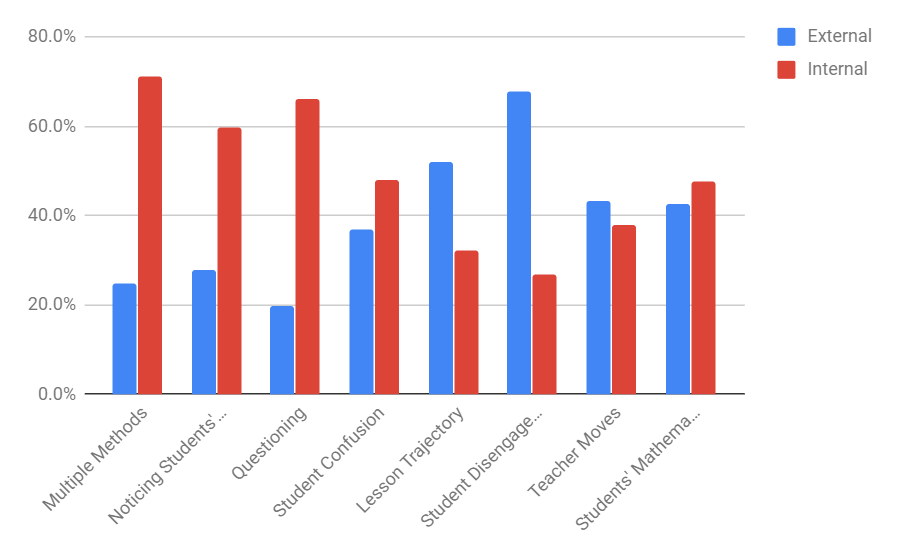 80.0%
60.0%
40.0%
20.0%
0.0%
External
Internal
Multiple Methods
Noticing Students'...
Questioning
Student Confusion
Lesson Trajectory
Student Disengage...
Teacher Moves
Students' Mathema...